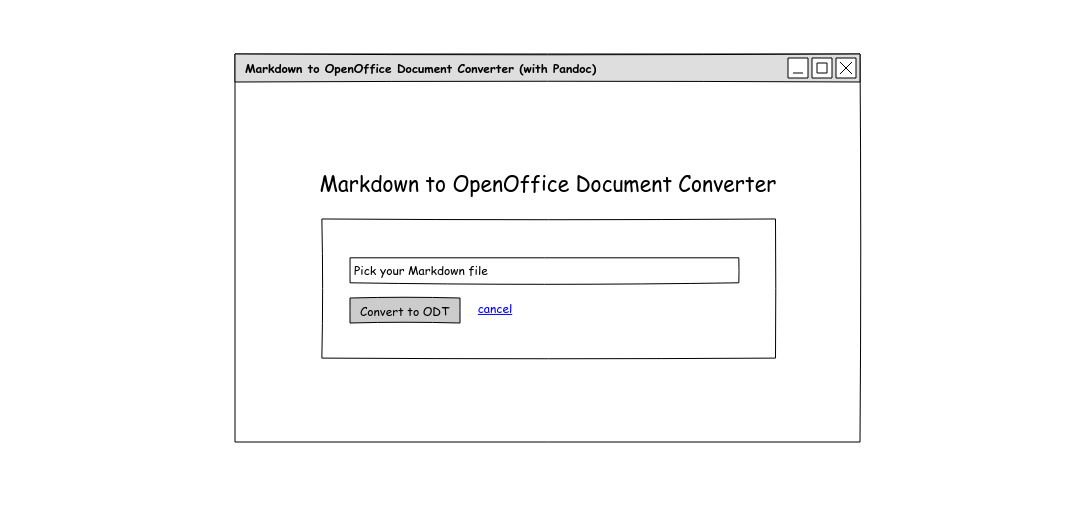 Markdown to OpenOffice Document Converter (with Pandoc)
Markdown to OpenOffice Document Converter
Pick your Markdown file
Convert to ODT cancel